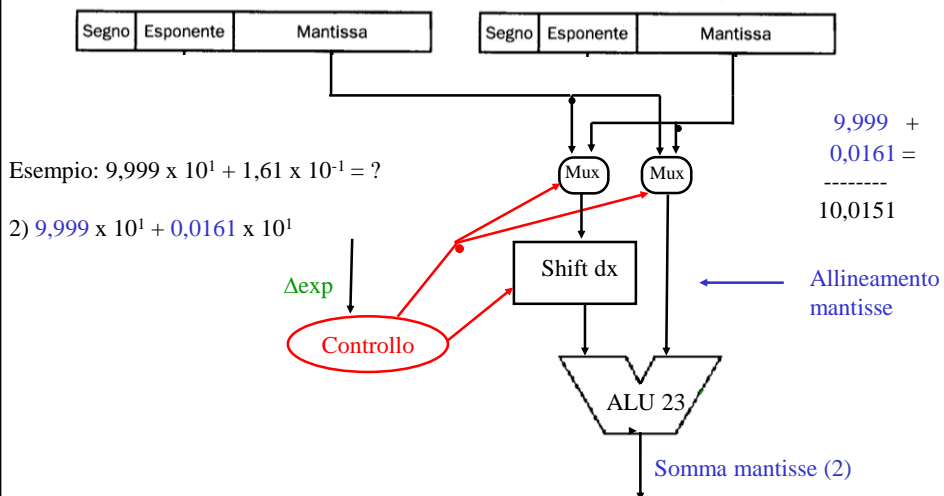 Segno Esponente Mantissa
Segno Esponente Mantissa
9,999 +
0,0161 =
--------
10,0151
Esempio: 9,999 x 10¹ + 1,61 x 10⁻¹ = ?
Mux Mux
2) 9,999 x 10¹ + 0,0161 x 10¹
Shift dx
Δexp
Allineamento
mantisse
Controllo
ALU 23
Somma mantisse (2)